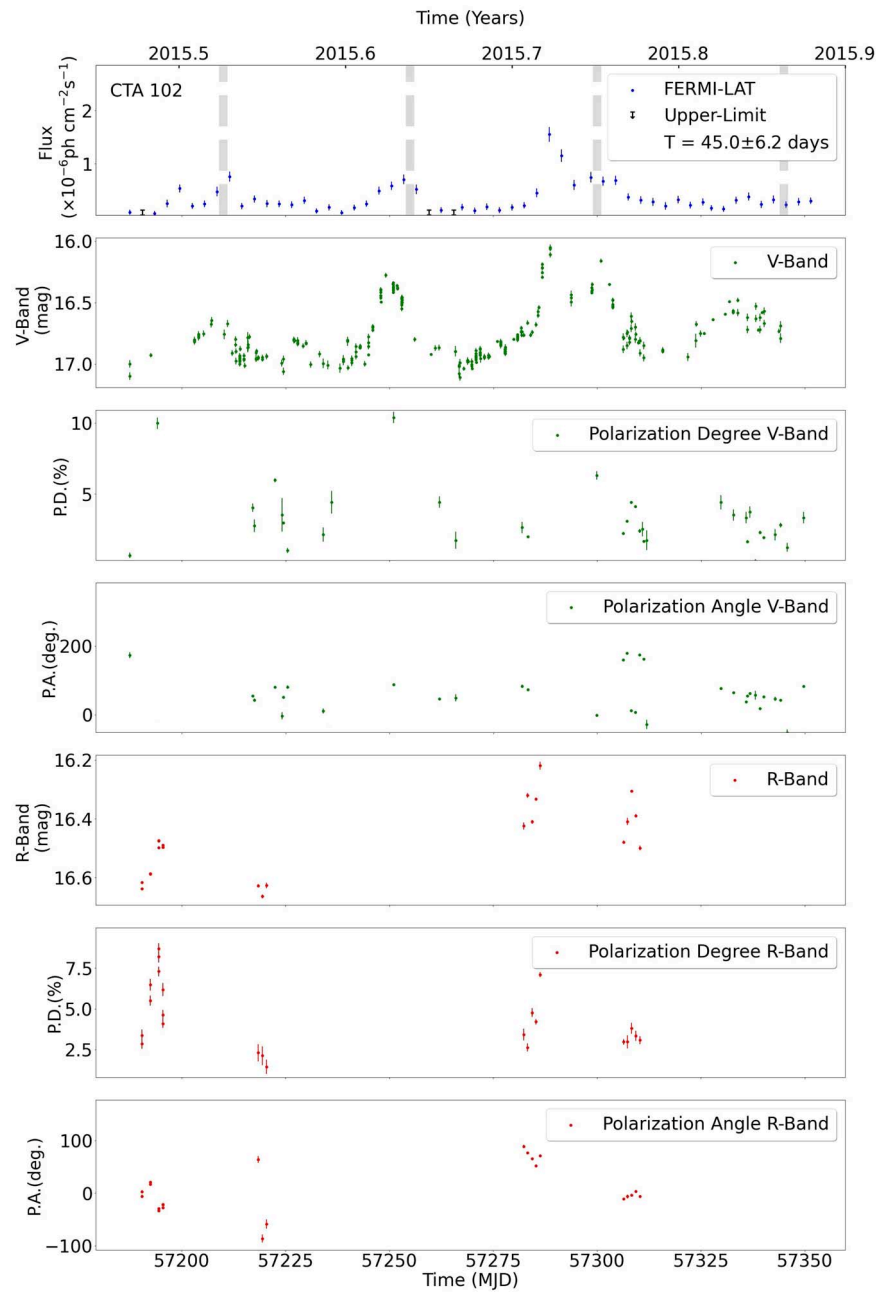 Time (Years)
2015.5 2015.6 2015.7 2015.8 2015.9
CTA 102
FERMI-LAT
Upper-Limit
T = 45.0±6.2 days
Flux
(×10⁻⁶ph cm⁻²s⁻¹)
2
1
V-Band
V-Band
(mag)
16.0
16.5
17.0
Polarization Degree V-Band
P.D.(%)
10
5
Polarization Angle V-Band
P.A.(deg.)
200
0
R-Band
R-Band
(mag)
16.2
16.4
16.6
Polarization Degree R-Band
P.D.(%)
7.5
5.0
2.5
Polarization Angle R-Band
P.A.(deg.)
100
0
−100
57200 57225 57250 57275 57300 57325 57350
Time (MJD)